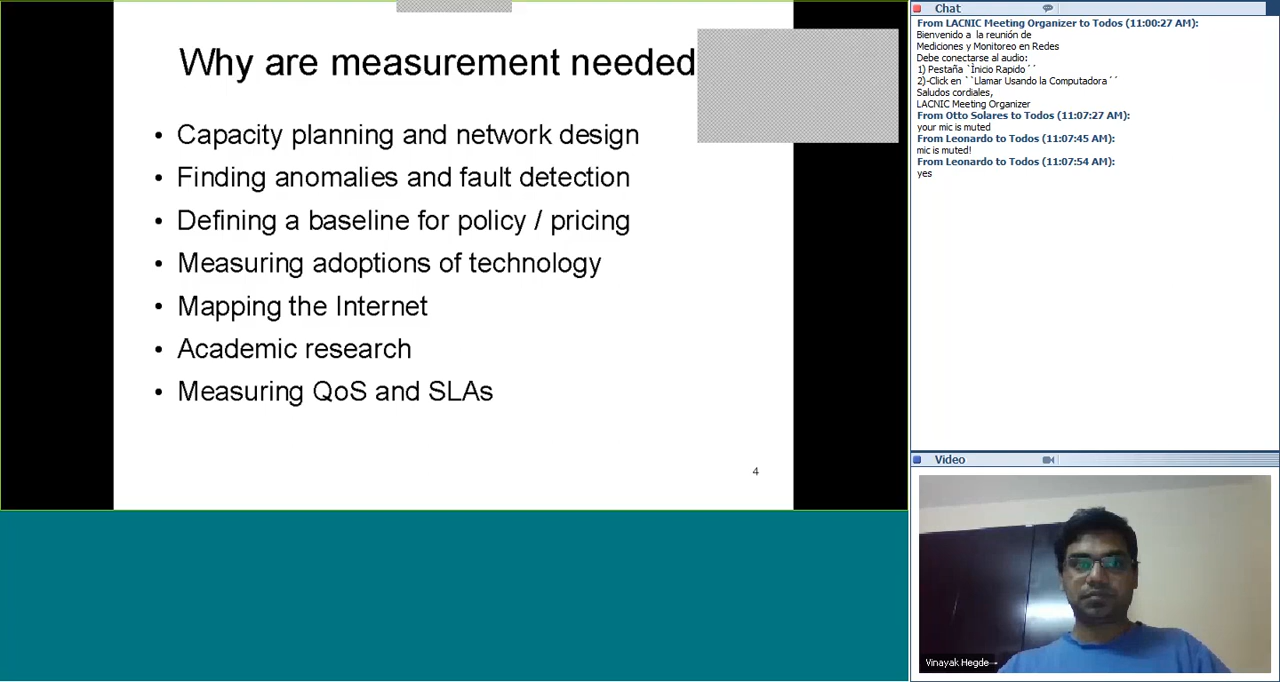 Why are measurement needed
• Capacity planning and network design
• Finding anomalies and fault detection
• Defining a baseline for policy / pricing
• Measuring adoptions of technology
• Mapping the Internet
• Academic research
• Measuring QoS and SLAs
4
Chat
From LACNIC Meeting Organizer to Todos (11:00:27 AM):
Bienvenido a la reunión de
Mediciones y Monitoreo en Redes
Debe conectarse al audio:
1) Pestaña `Ìnicio Rapido´´
2)-Click en ``Llamar Usando la Computadora´´
Saludos cordiales,
LACNIC Meeting Organizer
From Otto Solares to Todos (11:07:27 AM):
your mic is muted
From Leonardo to Todos (11:07:45 AM):
mic is muted!
From Leonardo to Todos (11:07:54 AM):
yes
Video
Vinayak Hegde